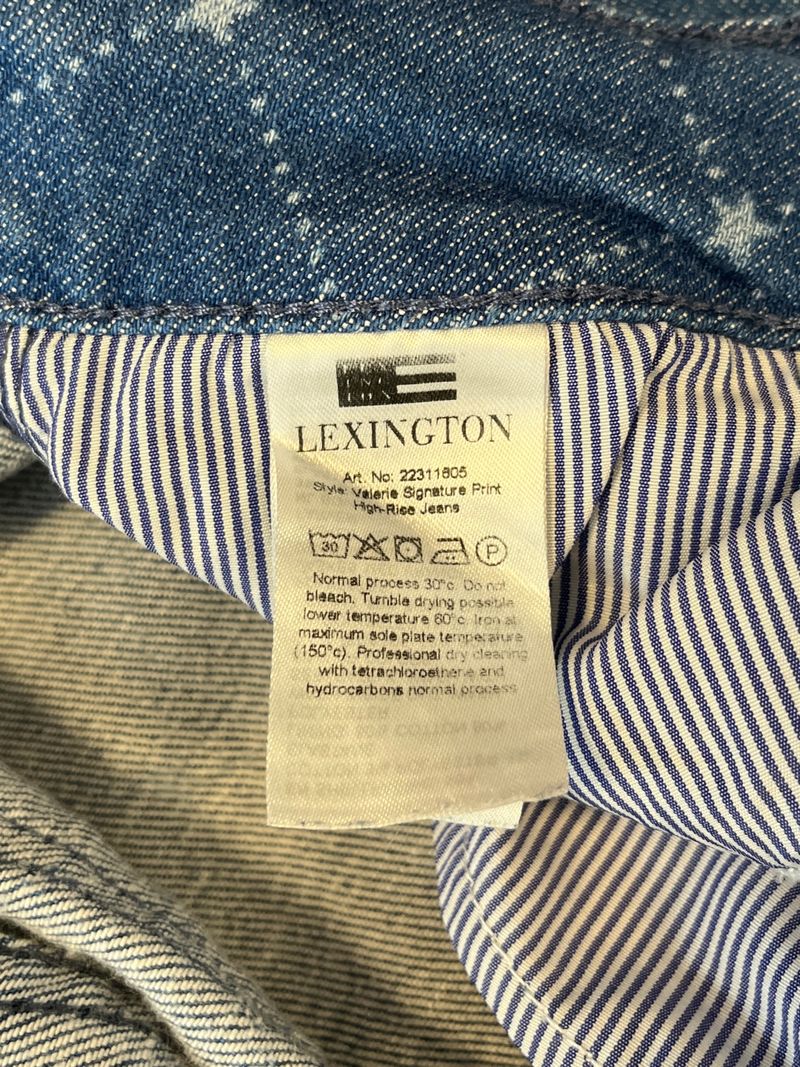 LEXINGTON
Art. No: 22311805
Style: Valerie Signature Print
High-Rise Jeans
30 P
Normal process 30°c. Do not
bleach. Tumble drying possible
lower temperature 60°c. Iron at
maximum sole plate temperature
(150°c). Professional dry cleaning
with tetrachloroethene and
hydrocarbons normal process